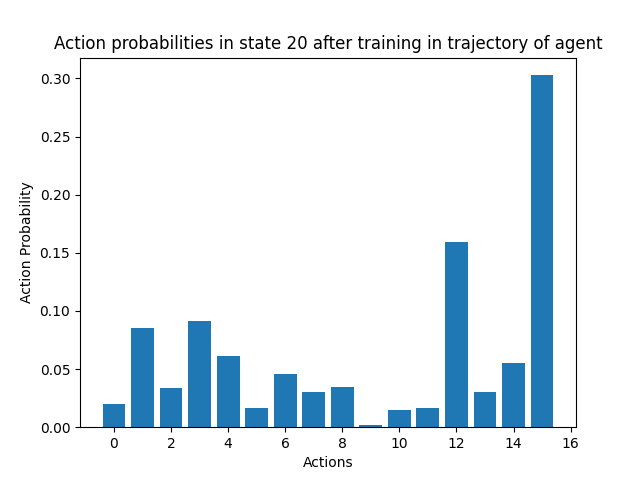 Action probabilities in state 20 after training in trajectory of agent
0.30
0.25
0.20
0.15
0.10
0.05
0.00
Action Probability
0 2 4 6 8 10 12 14 16
Actions